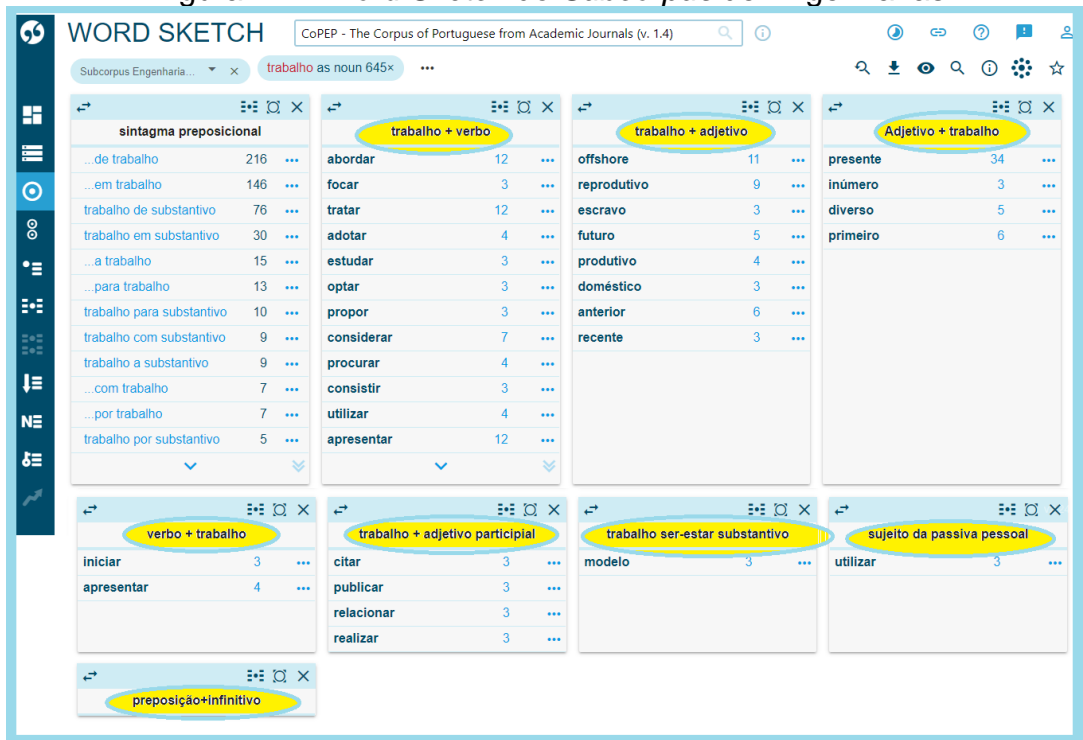 WORD SKETCH
CoPEP - The Corpus of Portuguese from Academic Journals (v. 1.4)
Subcorpus Engenharia...
trabalho as noun 645×
sintagma preposicional
...de trabalho 216
...em trabalho 146
trabalho de substantivo 76
trabalho em substantivo 30
...a trabalho 15
...para trabalho 13
trabalho para substantivo 10
trabalho com substantivo 9
trabalho a substantivo 9
...com trabalho 7
...por trabalho 7
trabalho por substantivo 5
trabalho + verbo
abordar 12
focar 3
tratar 12
adotar 4
estudar 3
optar 3
propor 3
considerar 7
procurar 4
consistir 3
utilizar 4
apresentar 12
trabalho + adjetivo
offshore 11
reprodutivo 9
escravo 3
futuro 5
produtivo 4
doméstico 3
anterior 6
recente 3
Adjetivo + trabalho
presente 34
inúmero 3
diverso 5
primeiro 6
verbo + trabalho
iniciar 3
apresentar 4
trabalho + adjetivo participial
citar 3
publicar 3
relacionar 3
realizar 3
trabalho ser-estar substantivo
modelo 3
sujeito da passiva pessoal
utilizar 3
preposição+infinitivo